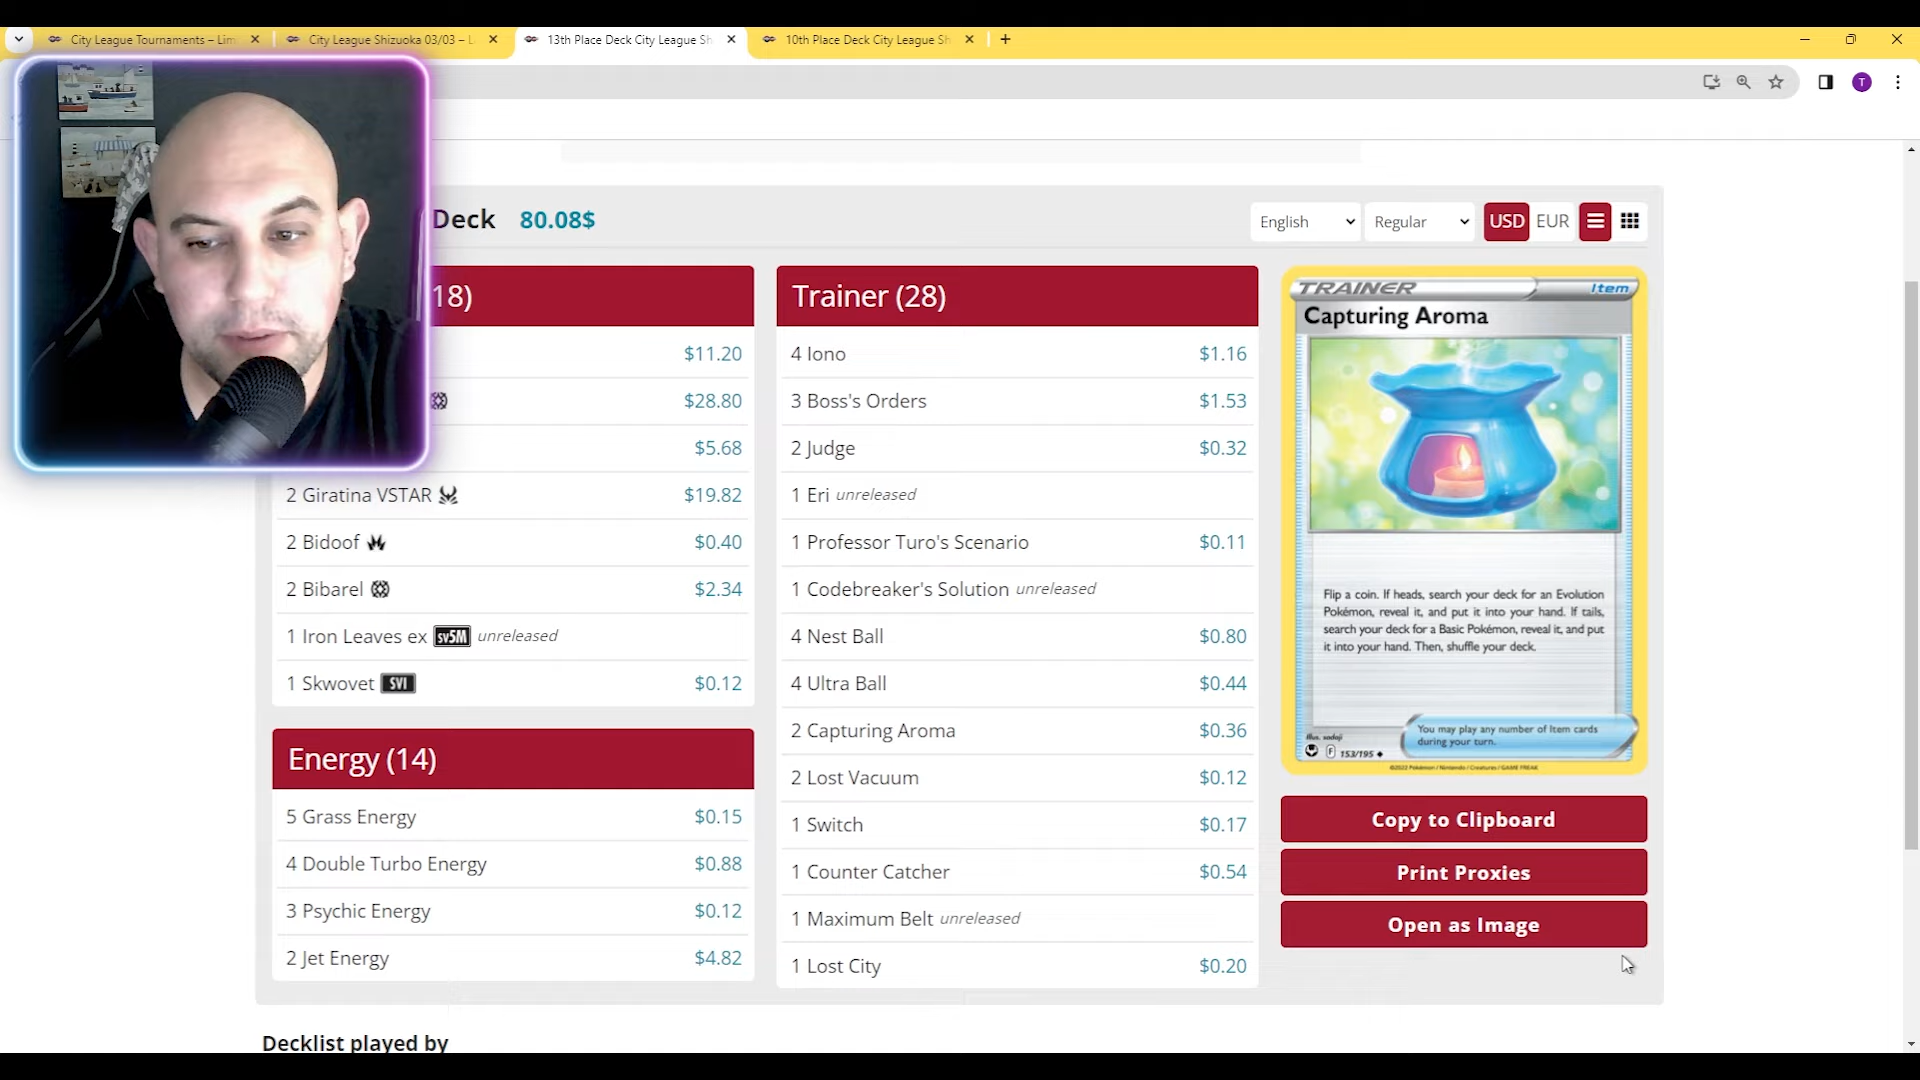 City League Tournaments – Lim
City League Shizuoka 03/03 – L
13th Place Deck City League Sh
10th Place Deck City League Sh
T
Deck 80.08$
English
Regular
USD
EUR
18)
$11.20
$28.80
$5.68
2 Giratina VSTAR $19.82
2 Bidoof $0.40
2 Bibarel $2.34
1 Iron Leaves ex sv5M unreleased
1 Skwovet SVI $0.12
Energy (14)
5 Grass Energy $0.15
4 Double Turbo Energy $0.88
3 Psychic Energy $0.12
2 Jet Energy $4.82
Trainer (28)
4 Iono $1.16
3 Boss's Orders $1.53
2 Judge $0.32
1 Eri unreleased
1 Professor Turo's Scenario $0.11
1 Codebreaker's Solution unreleased
4 Nest Ball $0.80
4 Ultra Ball $0.44
2 Capturing Aroma $0.36
2 Lost Vacuum $0.12
1 Switch $0.17
1 Counter Catcher $0.54
1 Maximum Belt unreleased
1 Lost City $0.20
TRAINER Item
Capturing Aroma
Flip a coin. If heads, search your deck for an Evolution
Pokémon, reveal it, and put it into your hand. If tails,
search your deck for a Basic Pokémon, reveal it, and put
it into your hand. Then, shuffle your deck.
You may play any number of Item cards
during your turn.
Illus. sadaji
F 153/195
©2022 Pokémon / Nintendo / Creatures / GAME FREAK
Copy to Clipboard
Print Proxies
Open as Image
Decklist played by